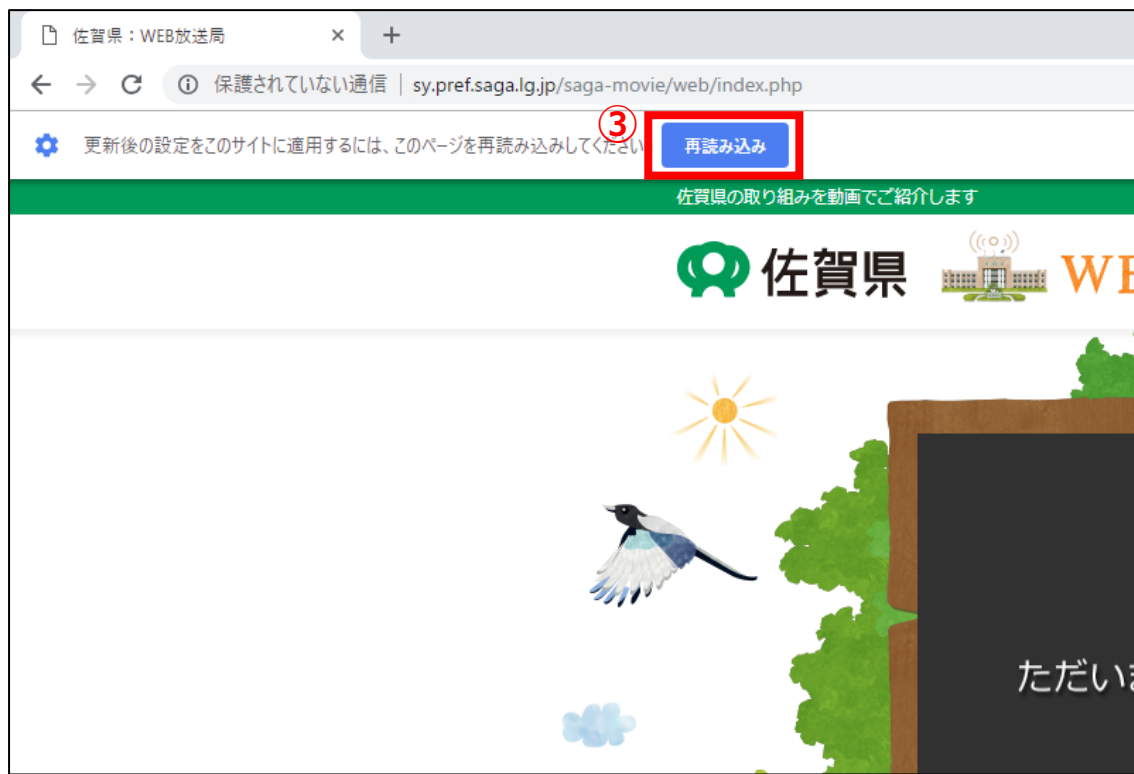 佐賀県：WEB放送局 × +
保護されていない通信 | sy.pref.saga.lg.jp/saga-movie/web/index.php
③
更新後の設定をこのサイトに適用するには、このページを再読み込みしてください 再読み込み
佐賀県の取り組みを動画でご紹介します
佐賀県 WE
ただいま